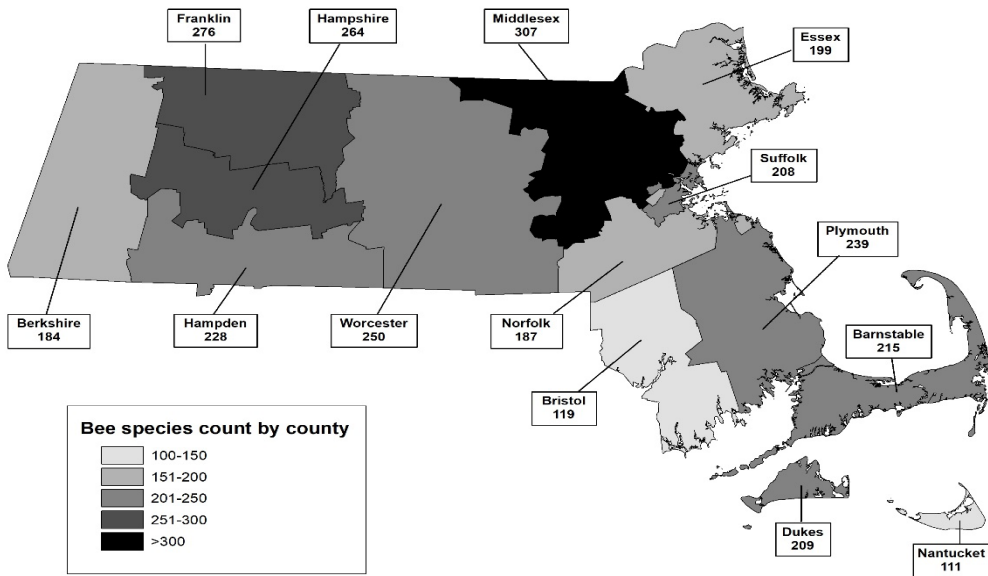 Franklin
276
Hampshire
264
Middlesex
307
Essex
199
Suffolk
208
Plymouth
239
Barnstable
215
Berkshire
184
Hampden
228
Worcester
250
Norfolk
187
Bristol
119
Dukes
209
Nantucket
111
Bee species count by county
100-150
151-200
201-250
251-300
>300